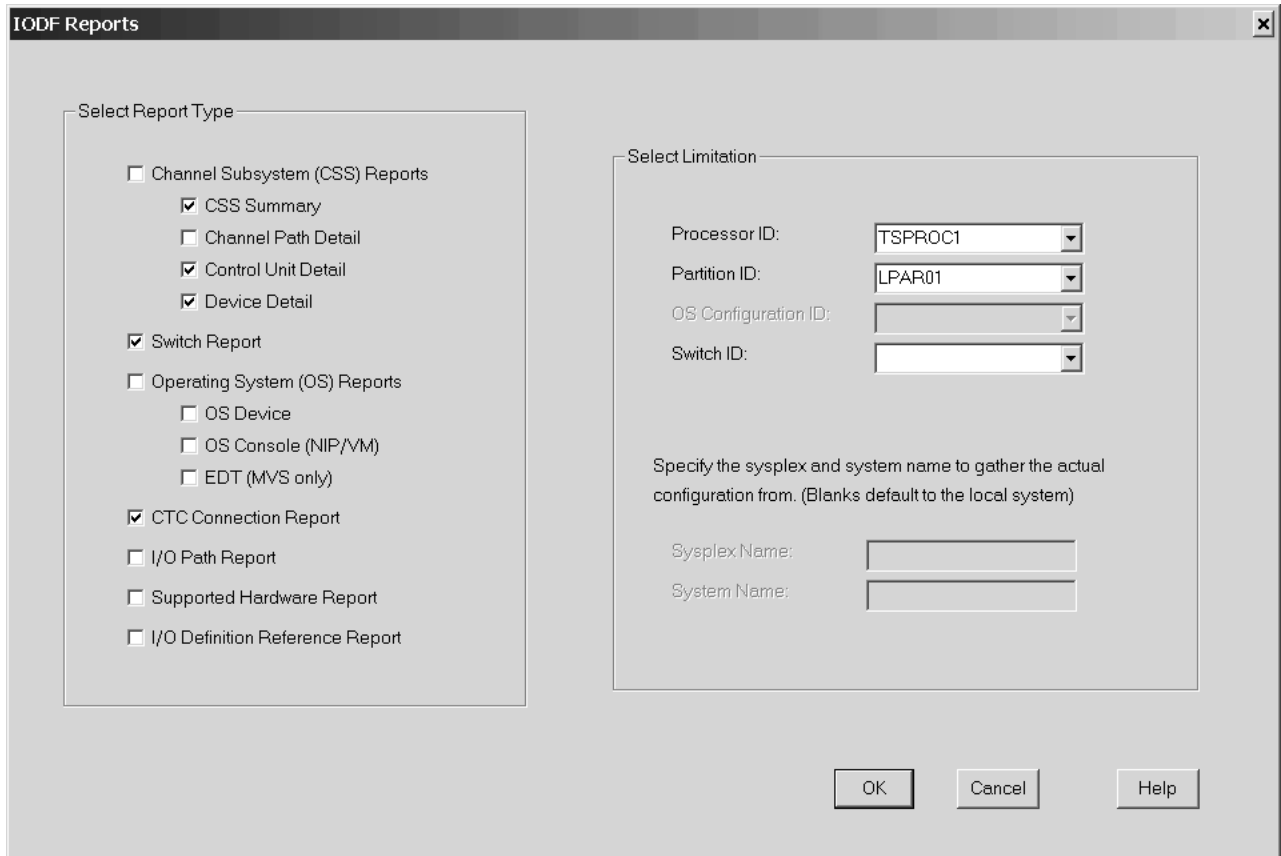 IODF Reports
Select Report Type
Channel Subsystem (CSS) Reports
CSS Summary
Channel Path Detail
Control Unit Detail
Device Detail
Switch Report
Operating System (OS) Reports
OS Device
OS Console (NIP/VM)
EDT (MVS only)
CTC Connection Report
I/O Path Report
Supported Hardware Report
I/O Definition Reference Report
Select Limitation
Processor ID: TSPROC1
Partition ID: LPAR01
OS Configuration ID:
Switch ID:
Specify the sysplex and system name to gather the actual
configuration from. (Blanks default to the local system)
Sysplex Name:
System Name:
OK Cancel Help